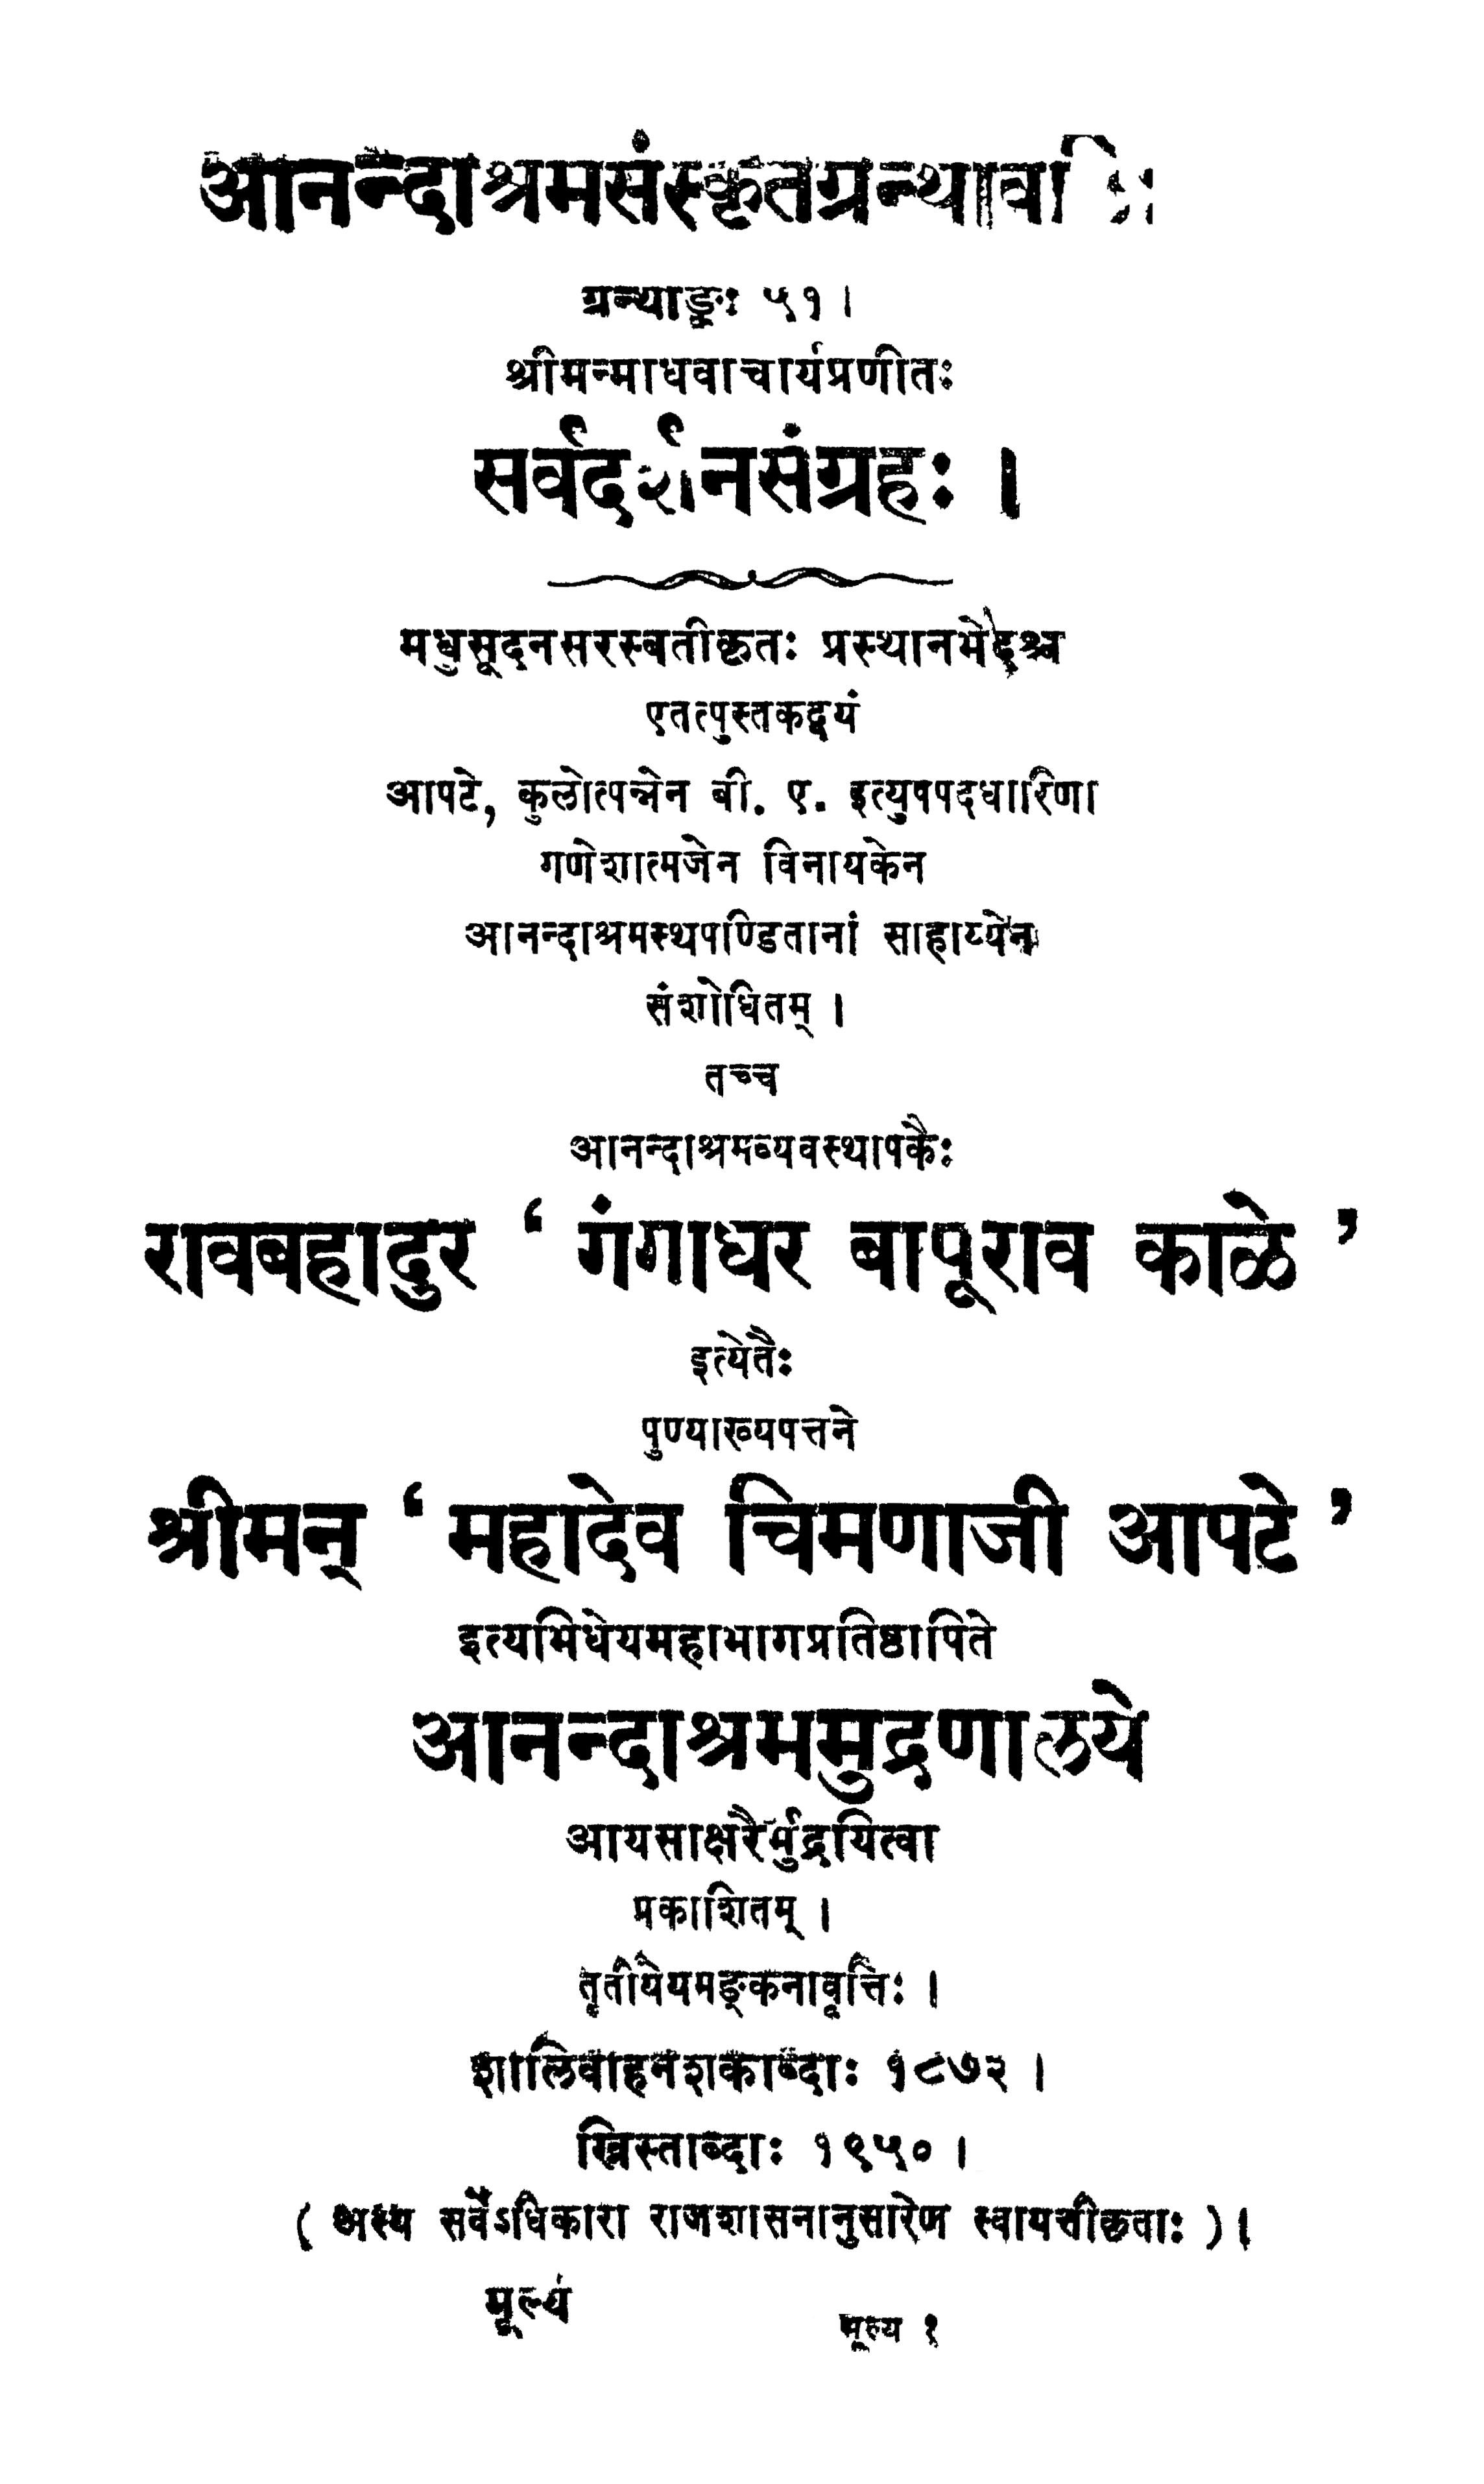 आनन्दाश्रमसंस्कृतग्रन्थावलिः
ग्रन्थाङ्कः ५१ ।
श्रीमन्माधवाचार्यप्रणीतः
सर्वदर्शनसंग्रहः ।
मधुसूदनसरस्वतीकृतः प्रस्थानभेदश्च
एतत्पुस्तकद्वयं
आपटे, कुलोत्पन्नेन बी. ए. इत्युपपदधारिणा
गणेशात्मजेन विनायकेन
आनन्दाश्रमस्थपण्डितानां साहाय्येन
संशोधितम् ।
तच्च
आनन्दाश्रमव्यवस्थापकैः
रावबहादुर ‘ गंगाधर बापूराव काळे ’
इत्येतैः
पुण्याख्यपत्तने
श्रीमन् ‘ महादेव चिमणाजी आपटे ’
इत्यभिधेयमहाभागप्रतिष्ठापिते
आनन्दाश्रममुद्रणालये
आयसाक्षरैर्मुद्रयित्वा
प्रकाशितम् ।
तृतीयेयमङ्कनावृत्तिः ।
शालिवाहनशकाब्दाः १८७२ ।
ख्रिस्ताब्दाः १९५० ।
( अस्य सर्वेऽधिकारा राजशासनानुसारेण स्वायत्तीकृताः ) ।
मूल्यं
मूल्य १